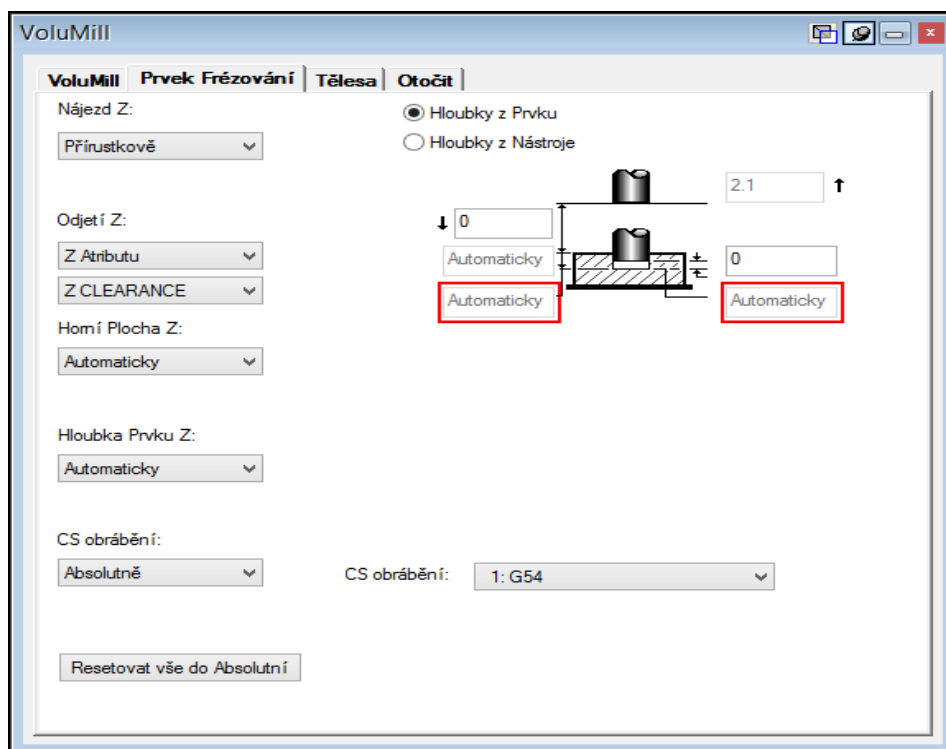 VoluMill
VoluMill Prvek Frézování Tělesa Otočit
Nájezd Z:
Přírustkově
Hloubky z Prvku
Hloubky z Nástroje
2.1
Odjetí Z:
0
Z Atributu
Automaticky
0
Z CLEARANCE
Automaticky
Automaticky
Horní Plocha Z:
Automaticky
Hloubka Prvku Z:
Automaticky
CS obrábění:
Absolutně
CS obrábění:
1: G54
Resetovat vše do Absolutní